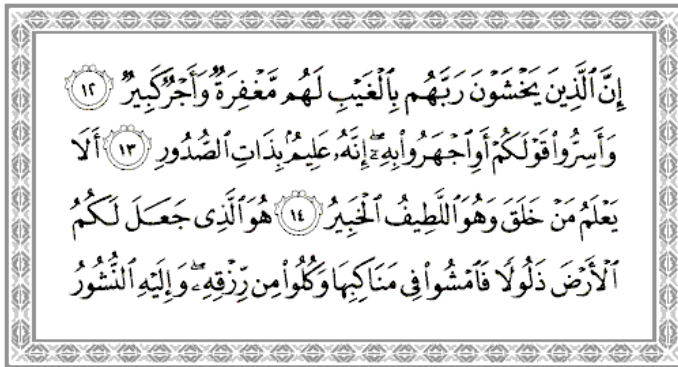 إِنَّ ٱلَّذِينَ يَخْشَوْنَ رَبَّهُم بِٱلْغَيْبِ لَهُم مَّغْفِرَةٌ وَأَجْرٌ كَبِيرٌ ١٢
وَأَسِرُّوا۟ قَوْلَكُمْ أَوِ ٱجْهَرُوا۟ بِهِۦٓ ۖ إِنَّهُۥ عَلِيمٌۢ بِذَاتِ ٱلصُّدُورِ ١٣ أَلَا
يَعْلَمُ مَنْ خَلَقَ وَهُوَ ٱللَّطِيفُ ٱلْخَبِيرُ ١٤ هُوَ ٱلَّذِى جَعَلَ لَكُمُ
ٱلْأَرْضَ ذَلُولًا فَٱمْشُوا۟ فِى مَنَاكِبِهَا وَكُلُوا۟ مِن رِّزْقِهِۦ ۖ وَإِلَيْهِ ٱلنُّشُورُ